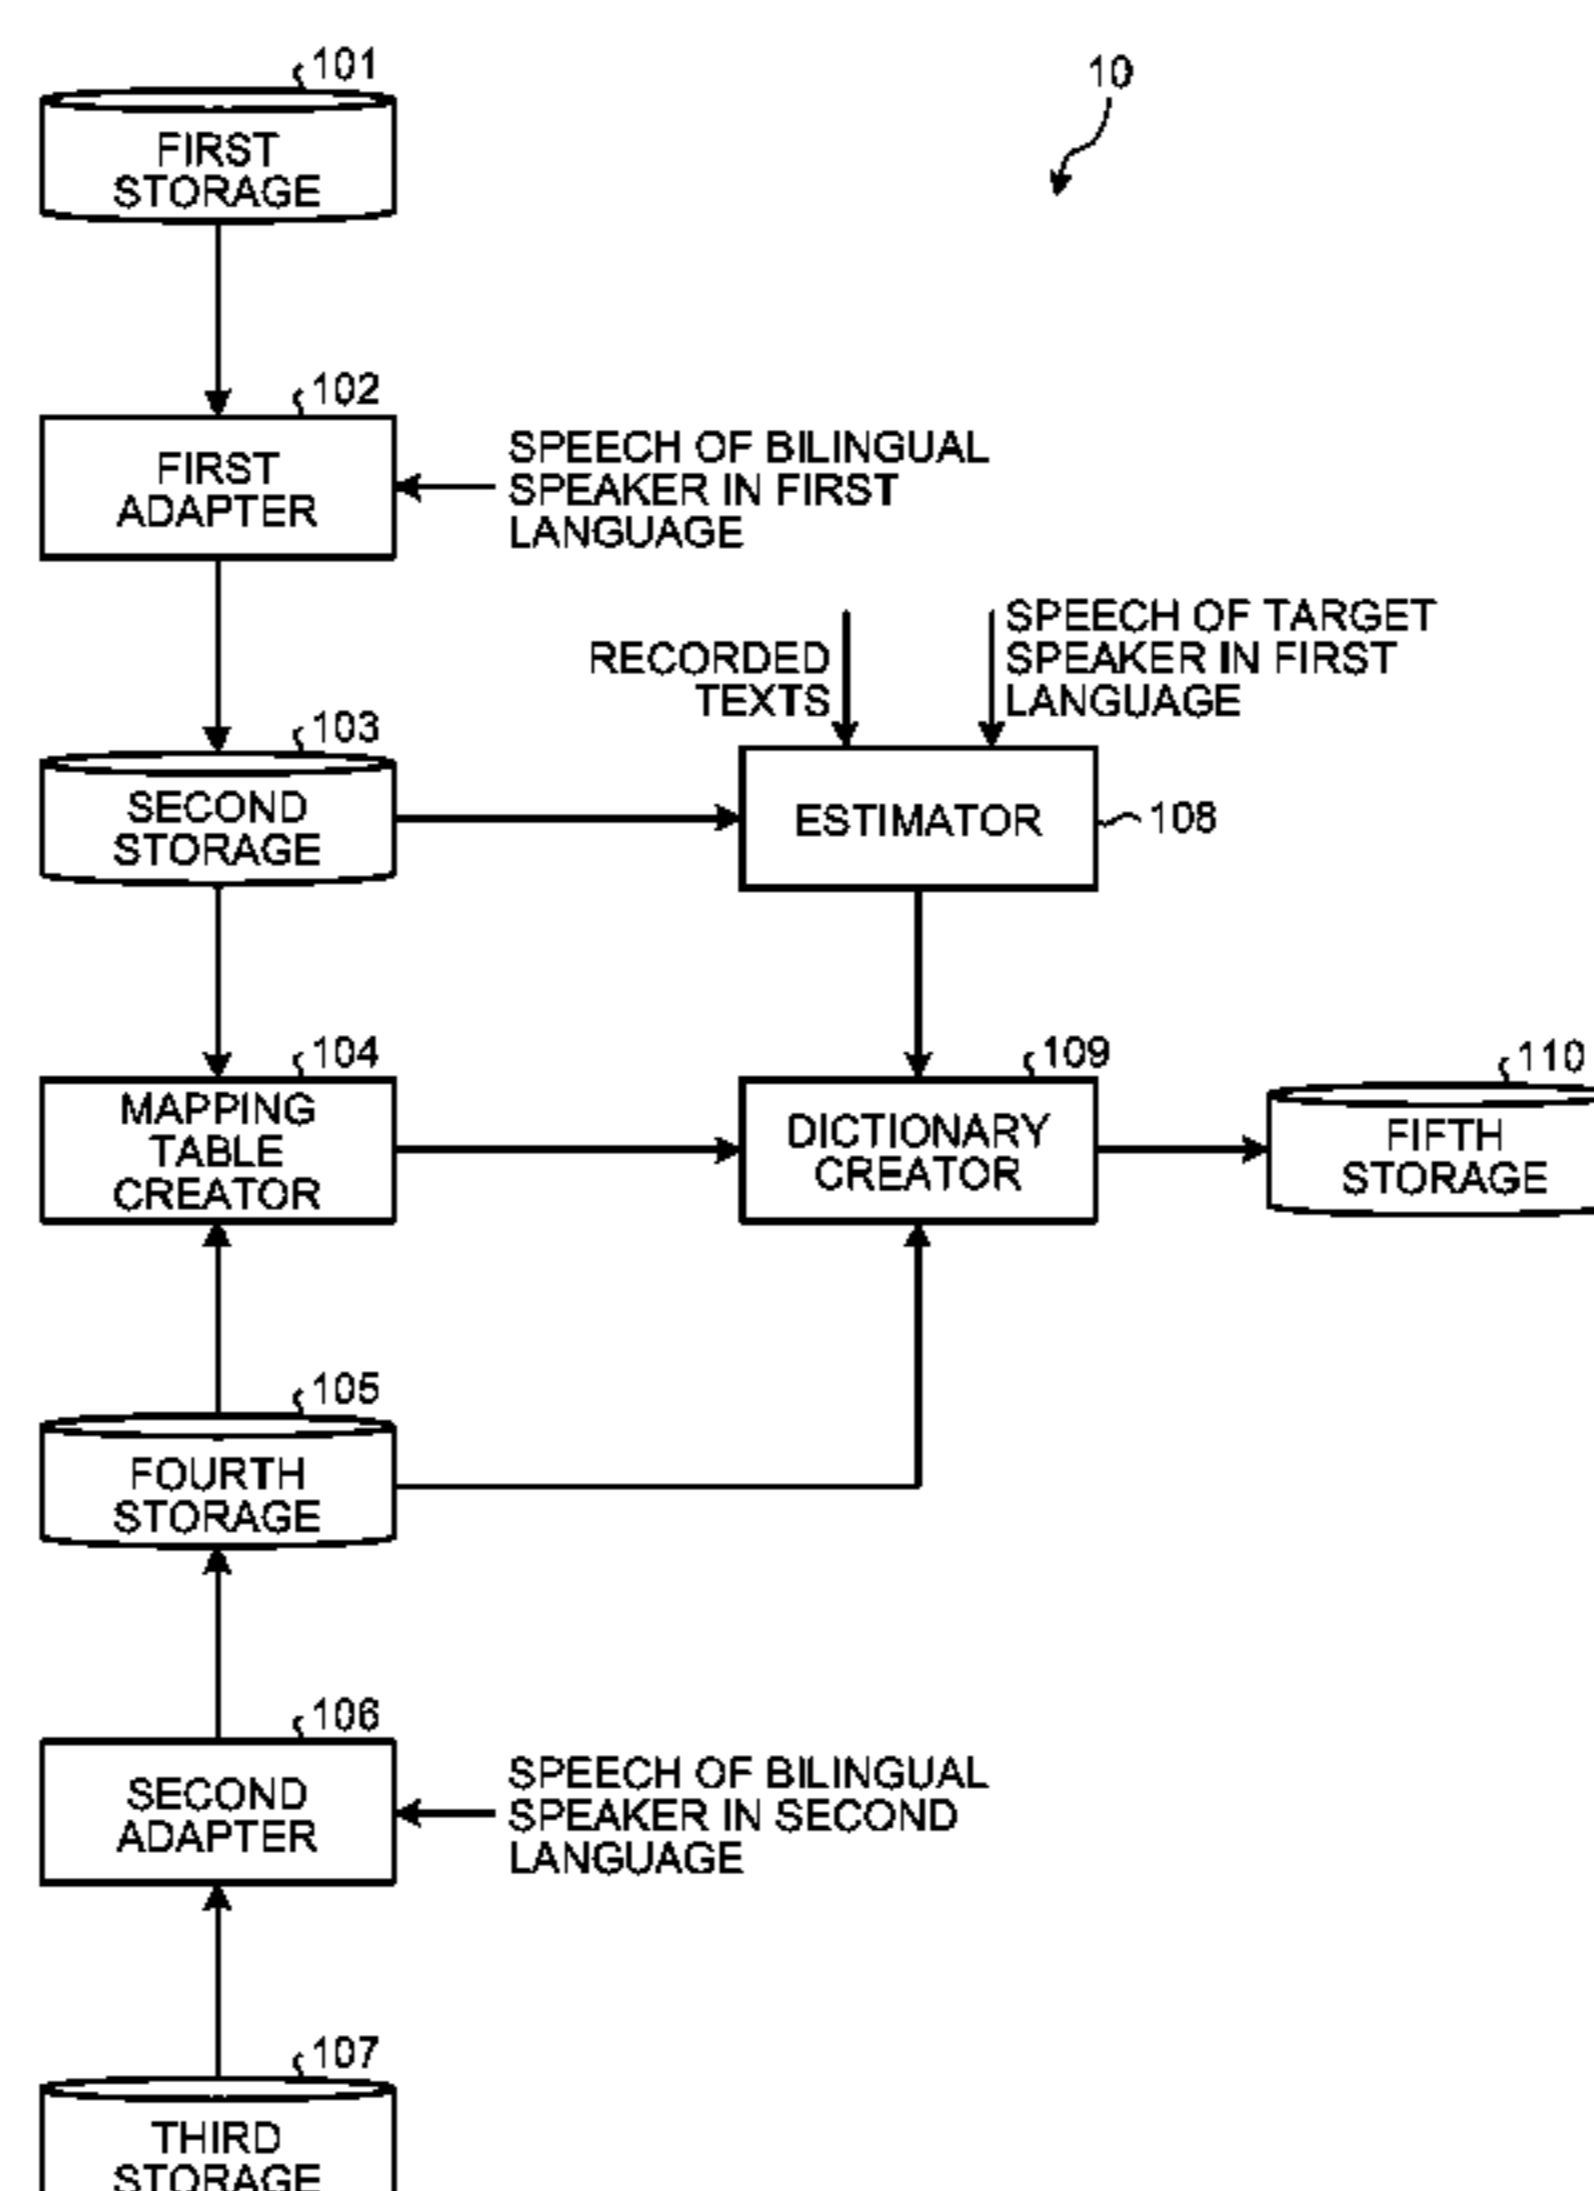 101
10
FIRST
STORAGE
102
FIRST
ADAPTER
SPEECH OF BILINGUAL
SPEAKER IN FIRST
LANGUAGE
RECORDED
TEXTS
SPEECH OF TARGET
SPEAKER IN FIRST
LANGUAGE
103
SECOND
STORAGE
ESTIMATOR
108
104
MAPPING
TABLE
CREATOR
109
DICTIONARY
CREATOR
110
FIFTH
STORAGE
105
FOURTH
STORAGE
106
SECOND
ADAPTER
SPEECH OF BILINGUAL
SPEAKER IN SECOND
LANGUAGE
107
THIRD
STORAGE